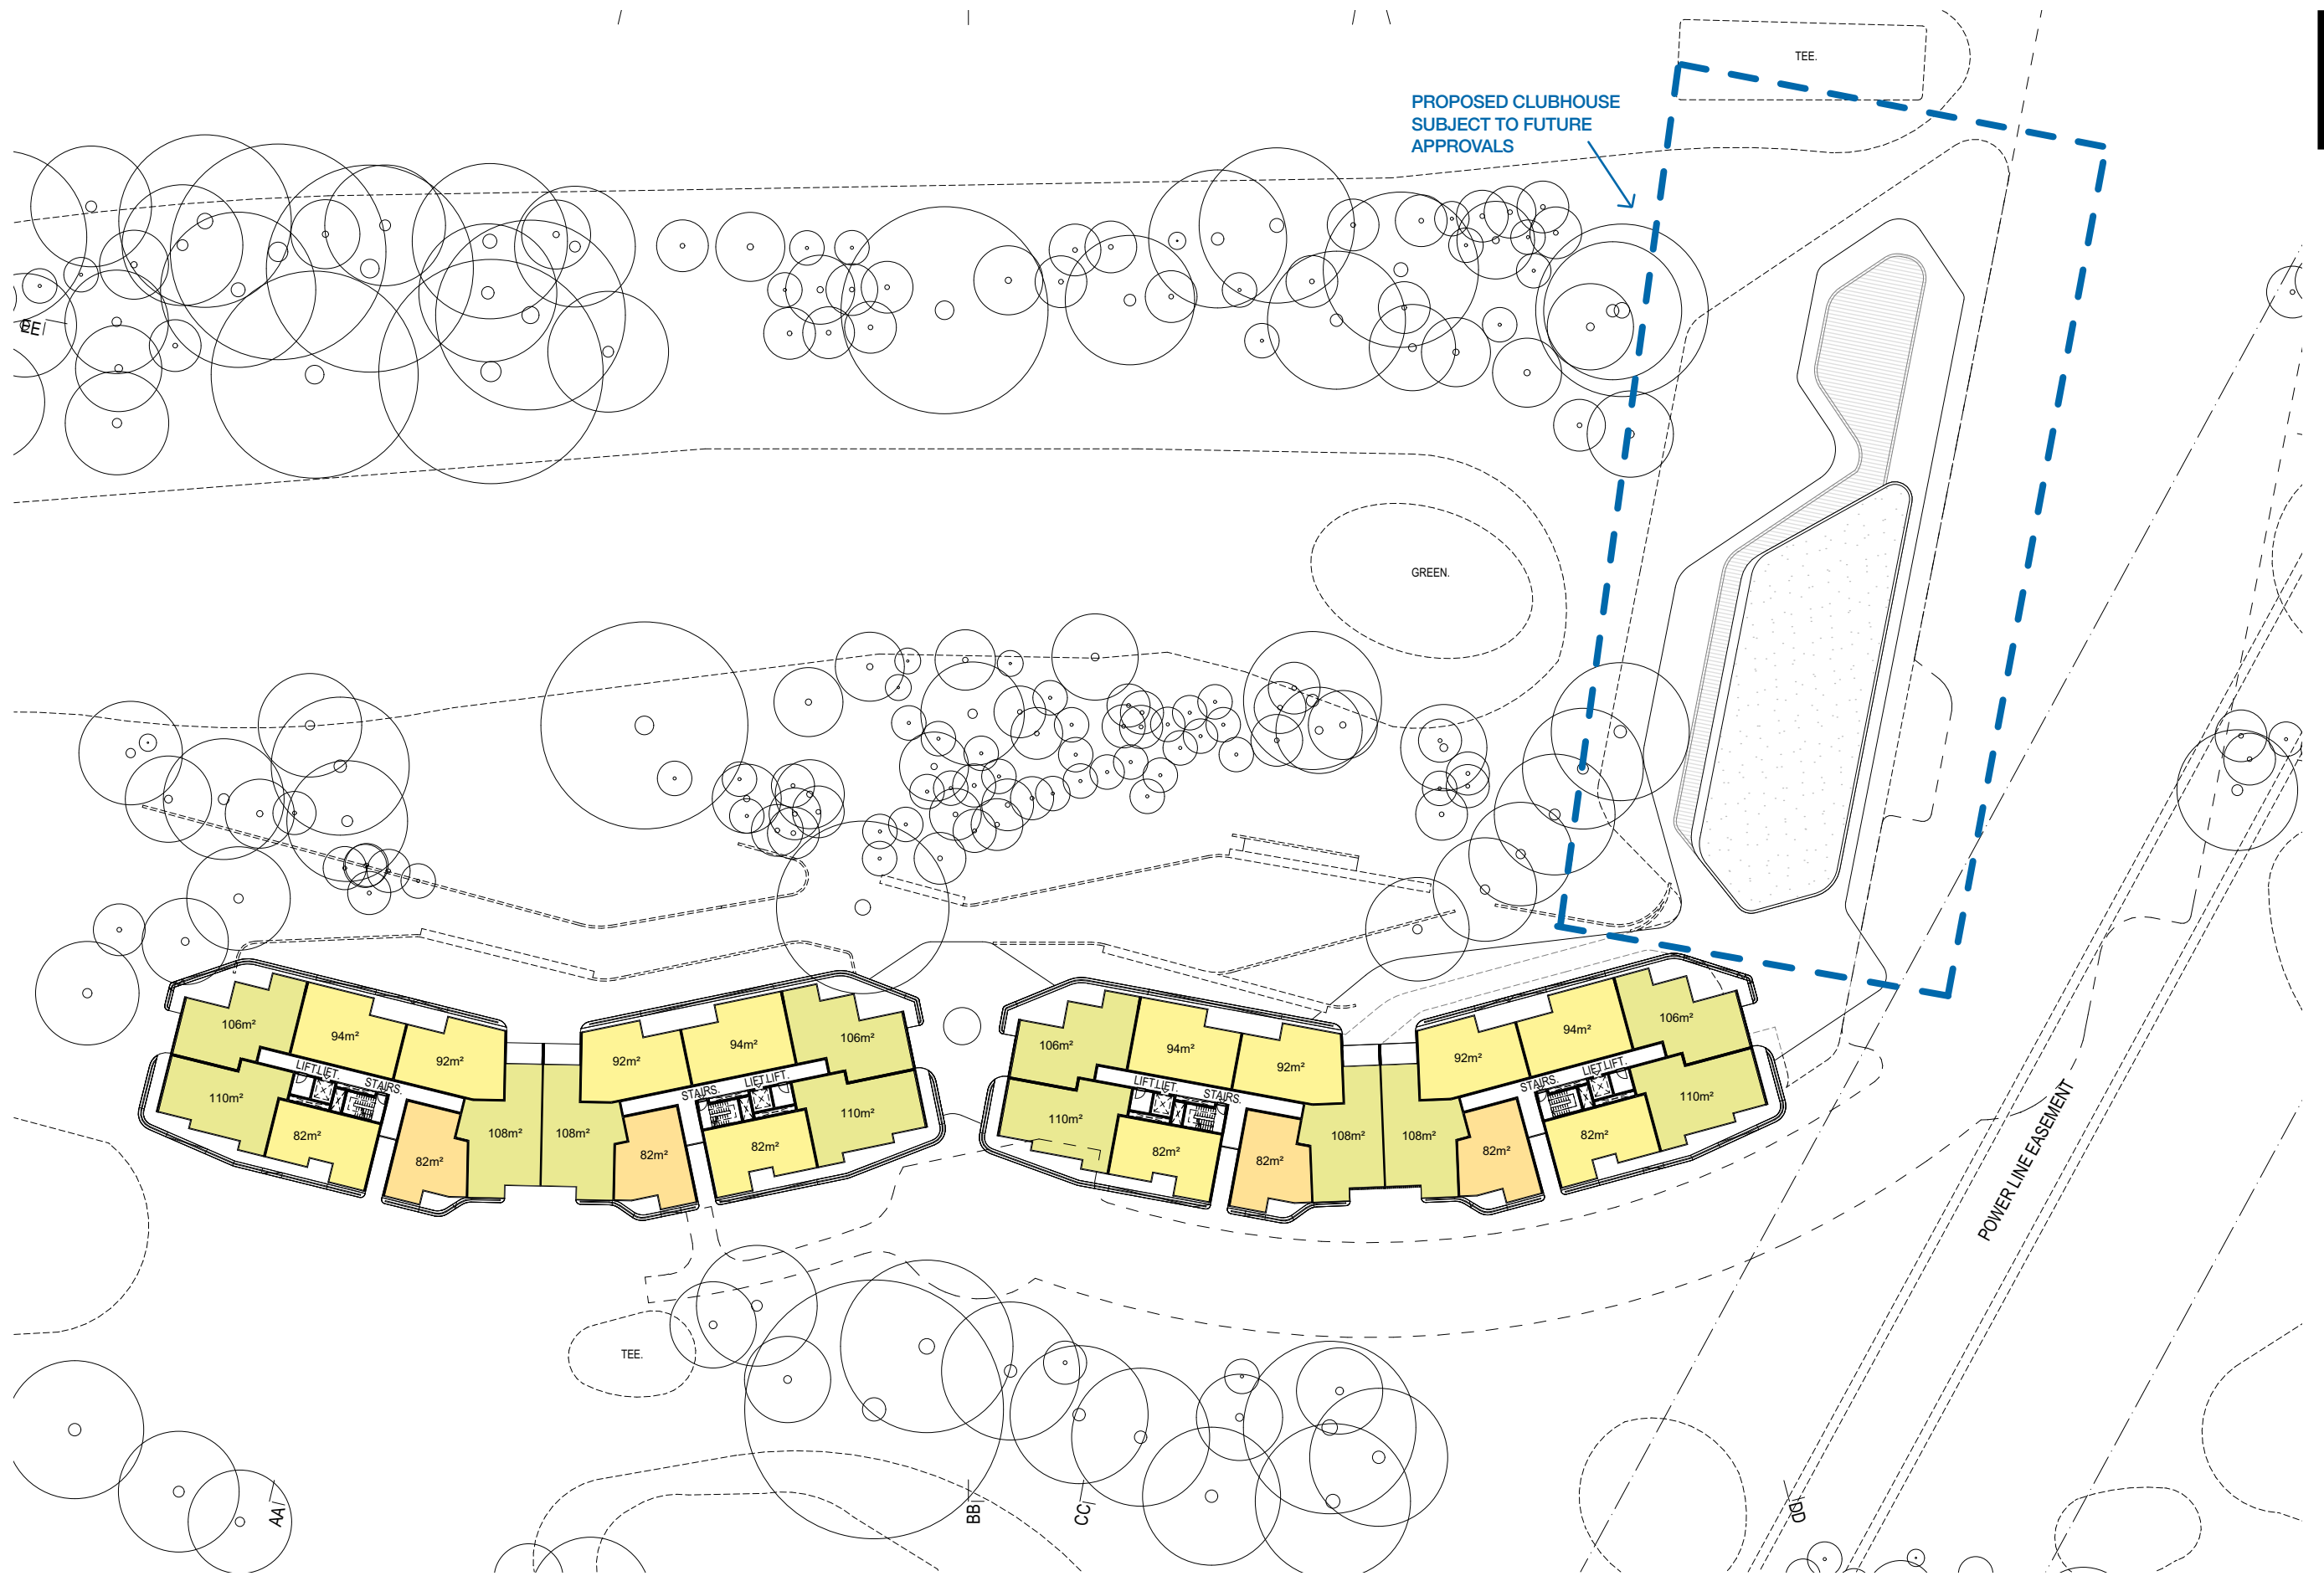 TEE.
PROPOSED CLUBHOUSE
SUBJECT TO FUTURE
APPROVALS
GREEN.
106m²
94m²
92m²
LIFT.
LIFT.
STAIRS.
110m²
82m²
82m²
108m²
108m²
92m²
94m²
106m²
STAIRS.
LIFT.
LIFT.
82m²
82m²
110m²
106m²
94m²
92m²
LIFT.
LIFT.
STAIRS.
110m²
82m²
82m²
108m²
108m²
92m²
94m²
106m²
STAIRS.
LIFT.
LIFT.
82m²
82m²
110m²
POWER LINE EASEMENT
TEE.
AA
BB
CC
DD